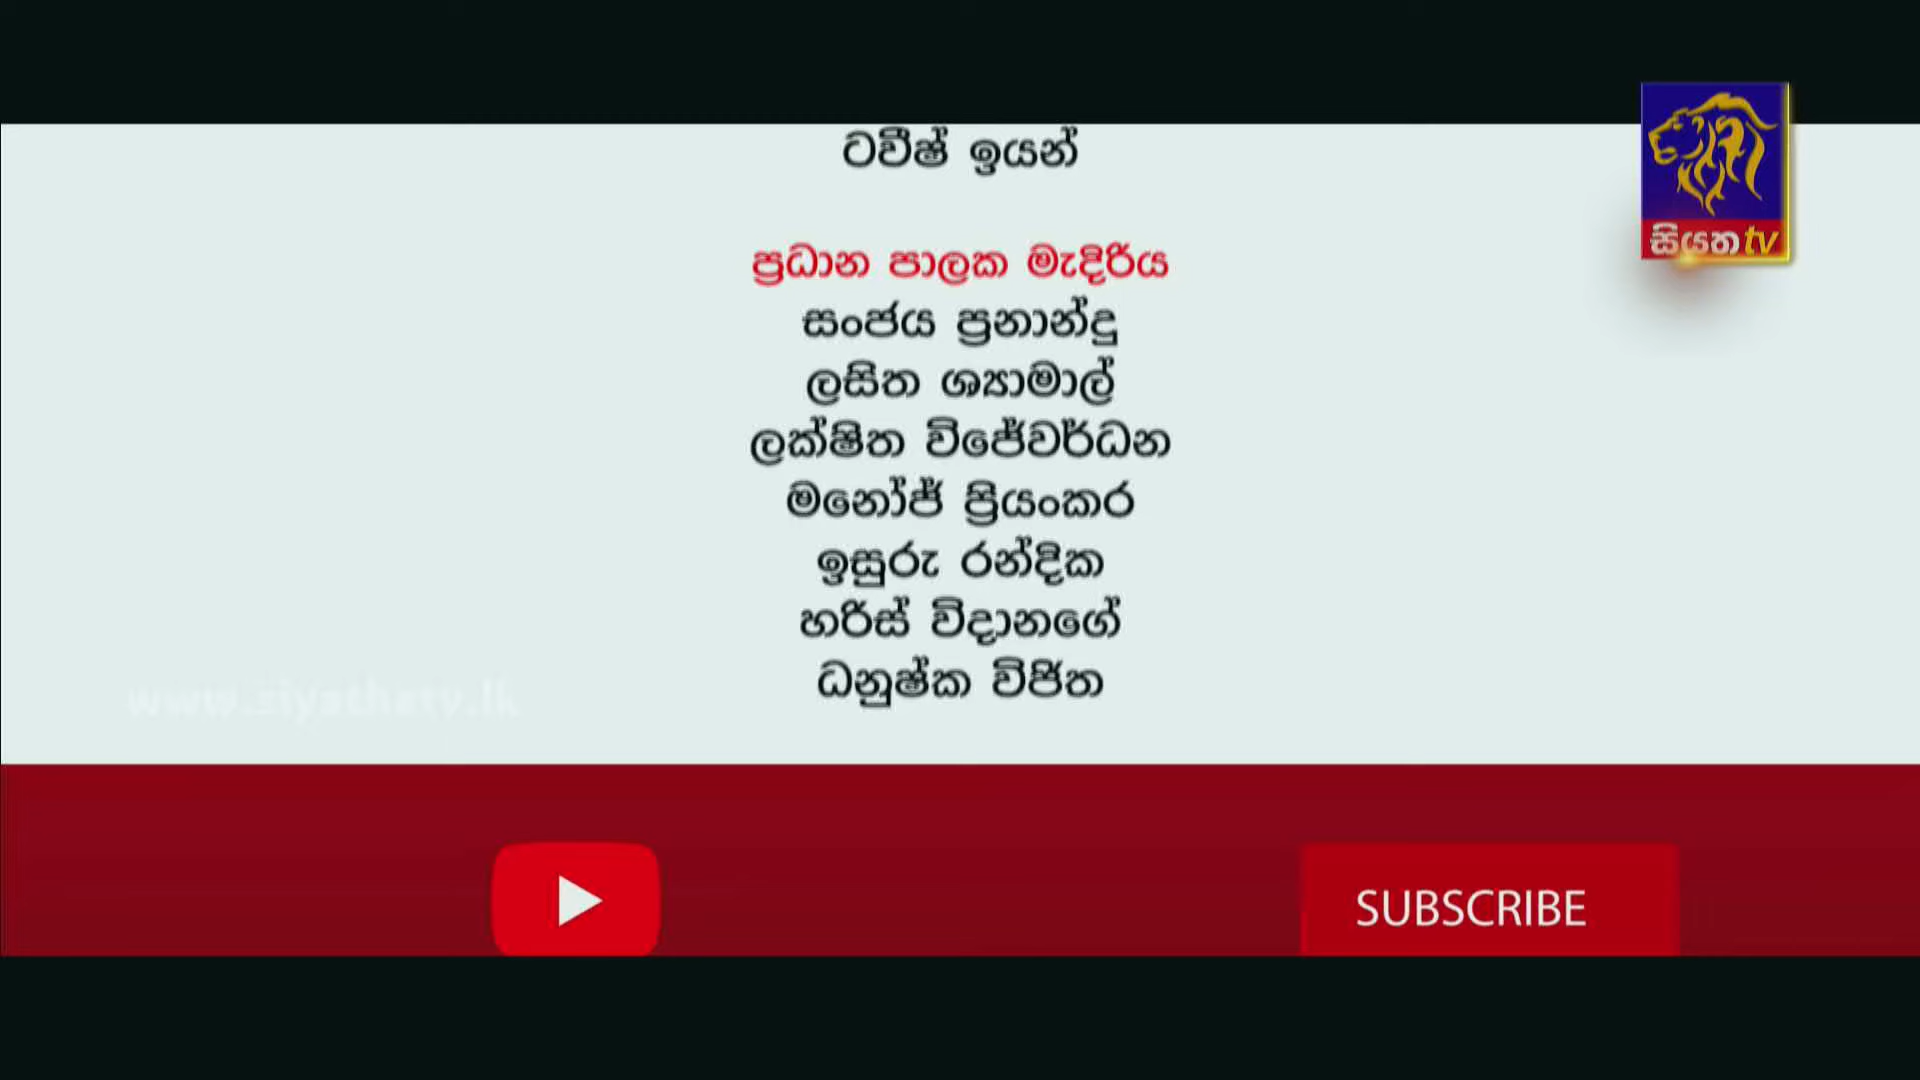 ටවීෂ් ඉයන්
ප්‍රධාන පාලක මැදිරිය
සංජය ප්‍රනාන්දු
ලසිත ශ්‍යාමාල්
ලක්ෂිත විජේවර්ධන
මනෝජ් ප්‍රියංකර
ඉසුරු රන්දික
හරිස් විදානගේ
ධනුෂ්ක විජිත
සියත tv
www.siyathatv.lk
SUBSCRIBE